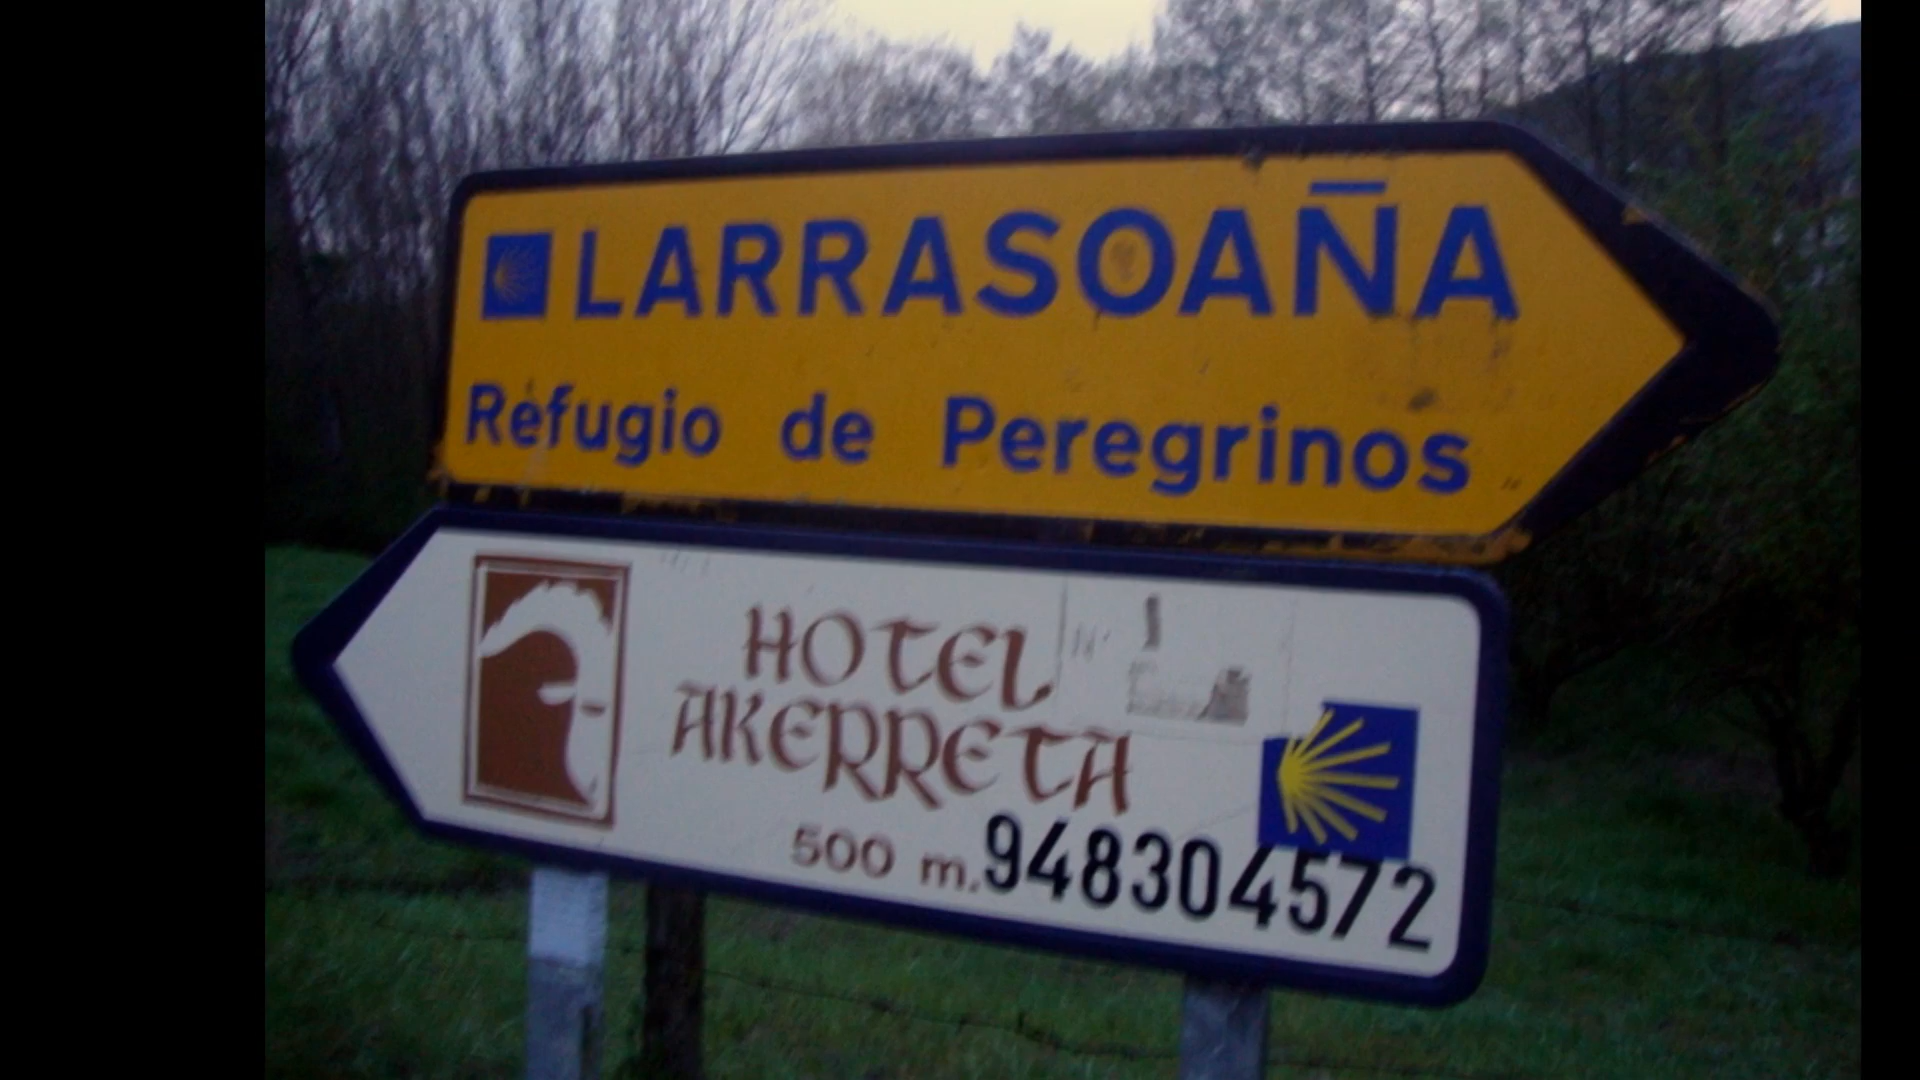 LARRASOAÑA
Refugio de Peregrinos
HOTEL
AKERRETA
500 m. 948304572